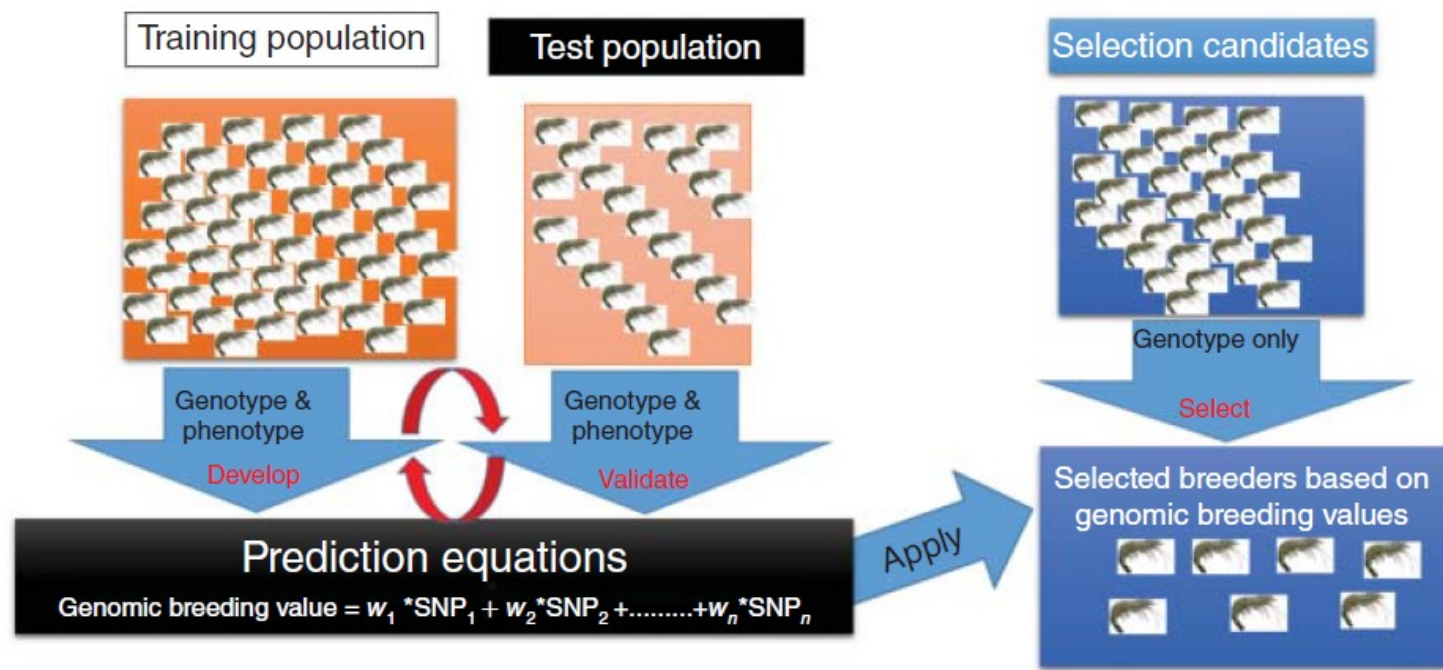 Training population
Test population
Selection candidates
Genotype &
phenotype
Develop
Genotype &
phenotype
Validate
Genotype only
Select
Prediction equations
Genomic breeding value = w₁ *SNP₁ + w₂*SNP₂ +.........+wₙ*SNPₙ
Apply
Selected breeders based on
genomic breeding values